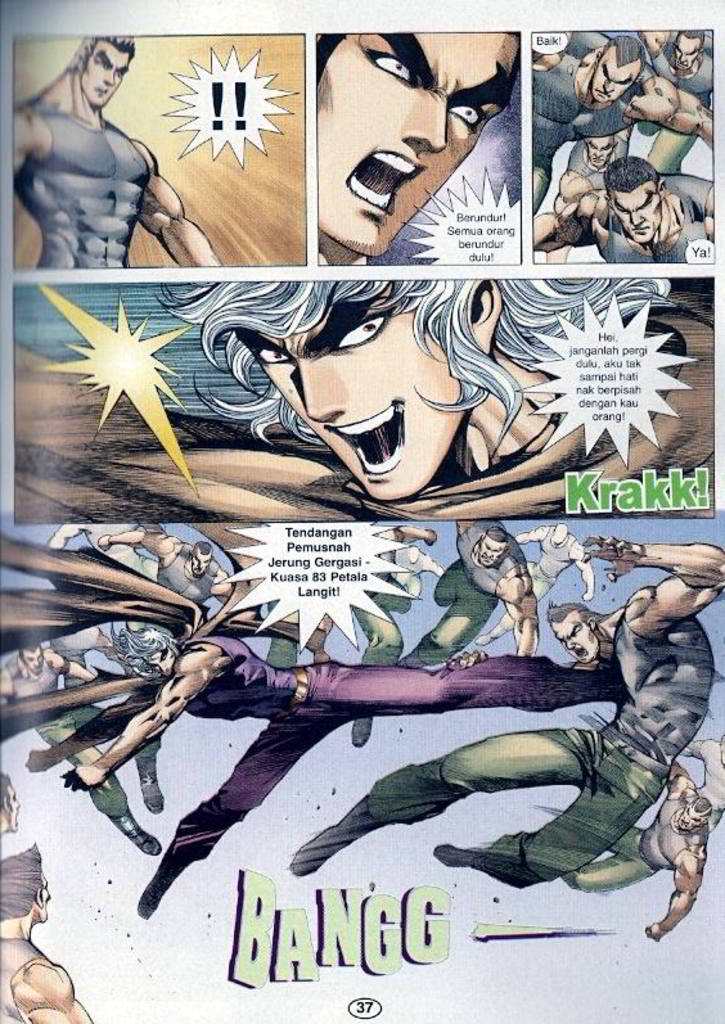 !!
Berundur!
Semua orang
berundur
dulu!
Baik!
Ya!
Hei,
janganlah pergi
dulu, aku tak
sampai hati
nak berpisah
dengan kau
orang!
Krakk!
Tendangan
Pemusnah
Jerung Gergasi -
Kuasa 83 Petala
Langit!
BANGG
37